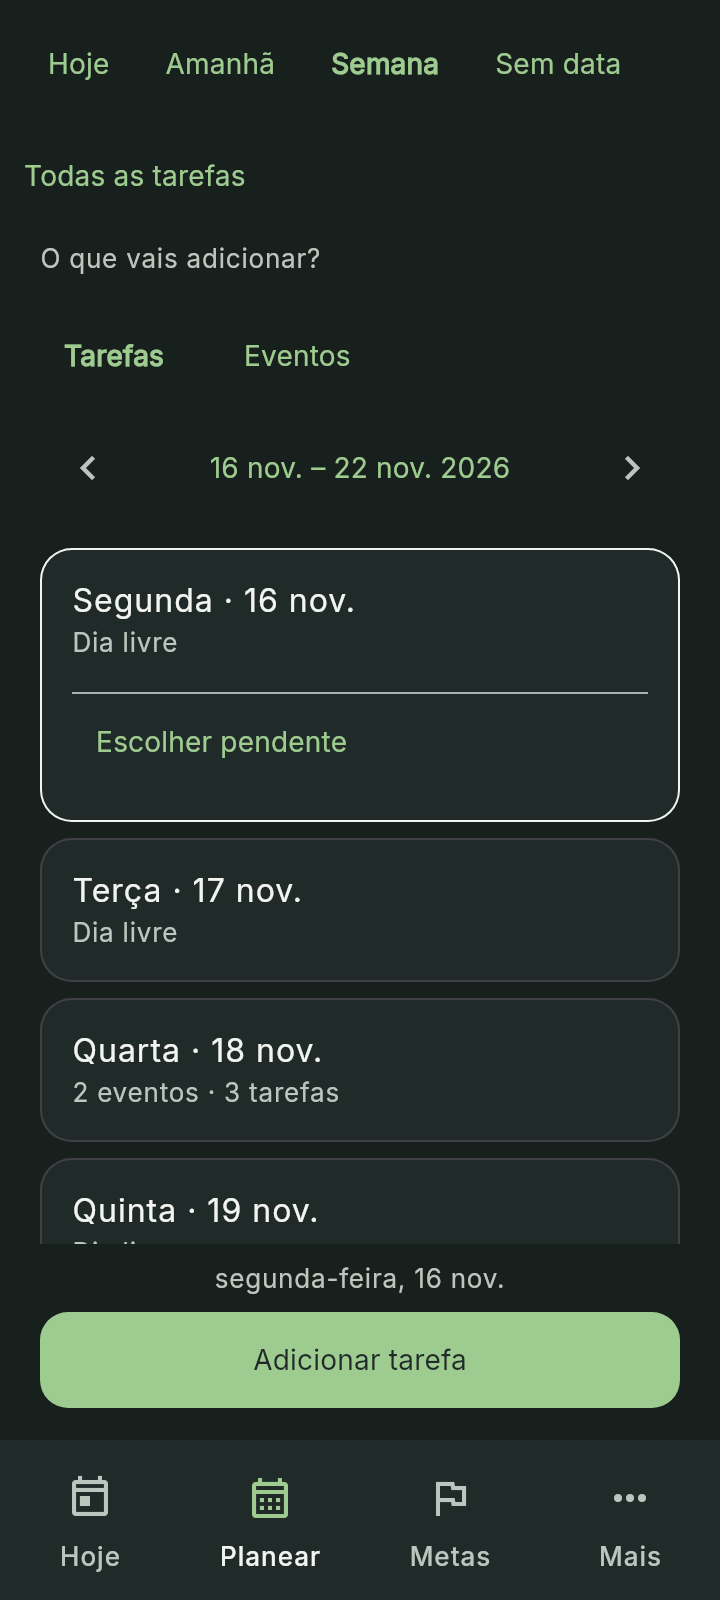 Hoje Amanhã Semana Sem data
Todas as tarefas
O que vais adicionar?
Tarefas Eventos
16 nov. – 22 nov. 2026
Segunda · 16 nov.
Dia livre
Escolher pendente
Terça · 17 nov.
Dia livre
Quarta · 18 nov.
2 eventos · 3 tarefas
Quinta · 19 nov.
segunda-feira, 16 nov.
Adicionar tarefa
Hoje Planear Metas Mais